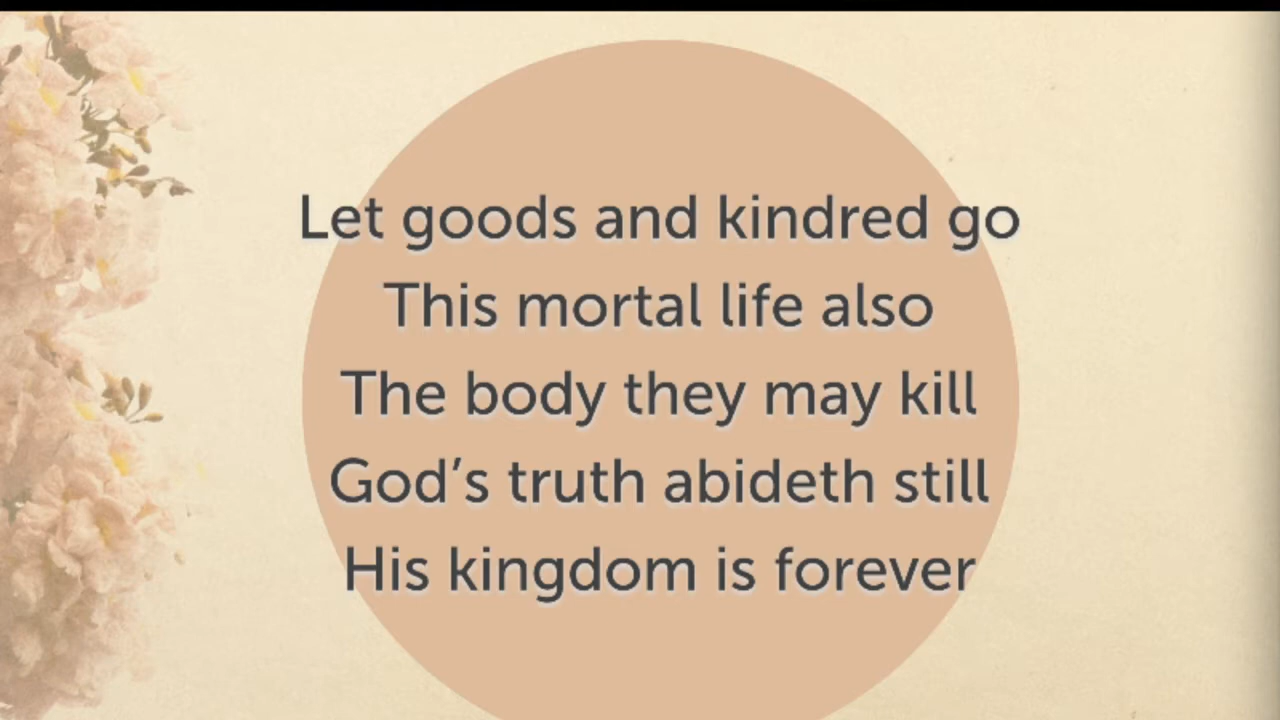 Let goods and kindred go
This mortal life also
The body they may kill
God’s truth abideth still
His kingdom is forever